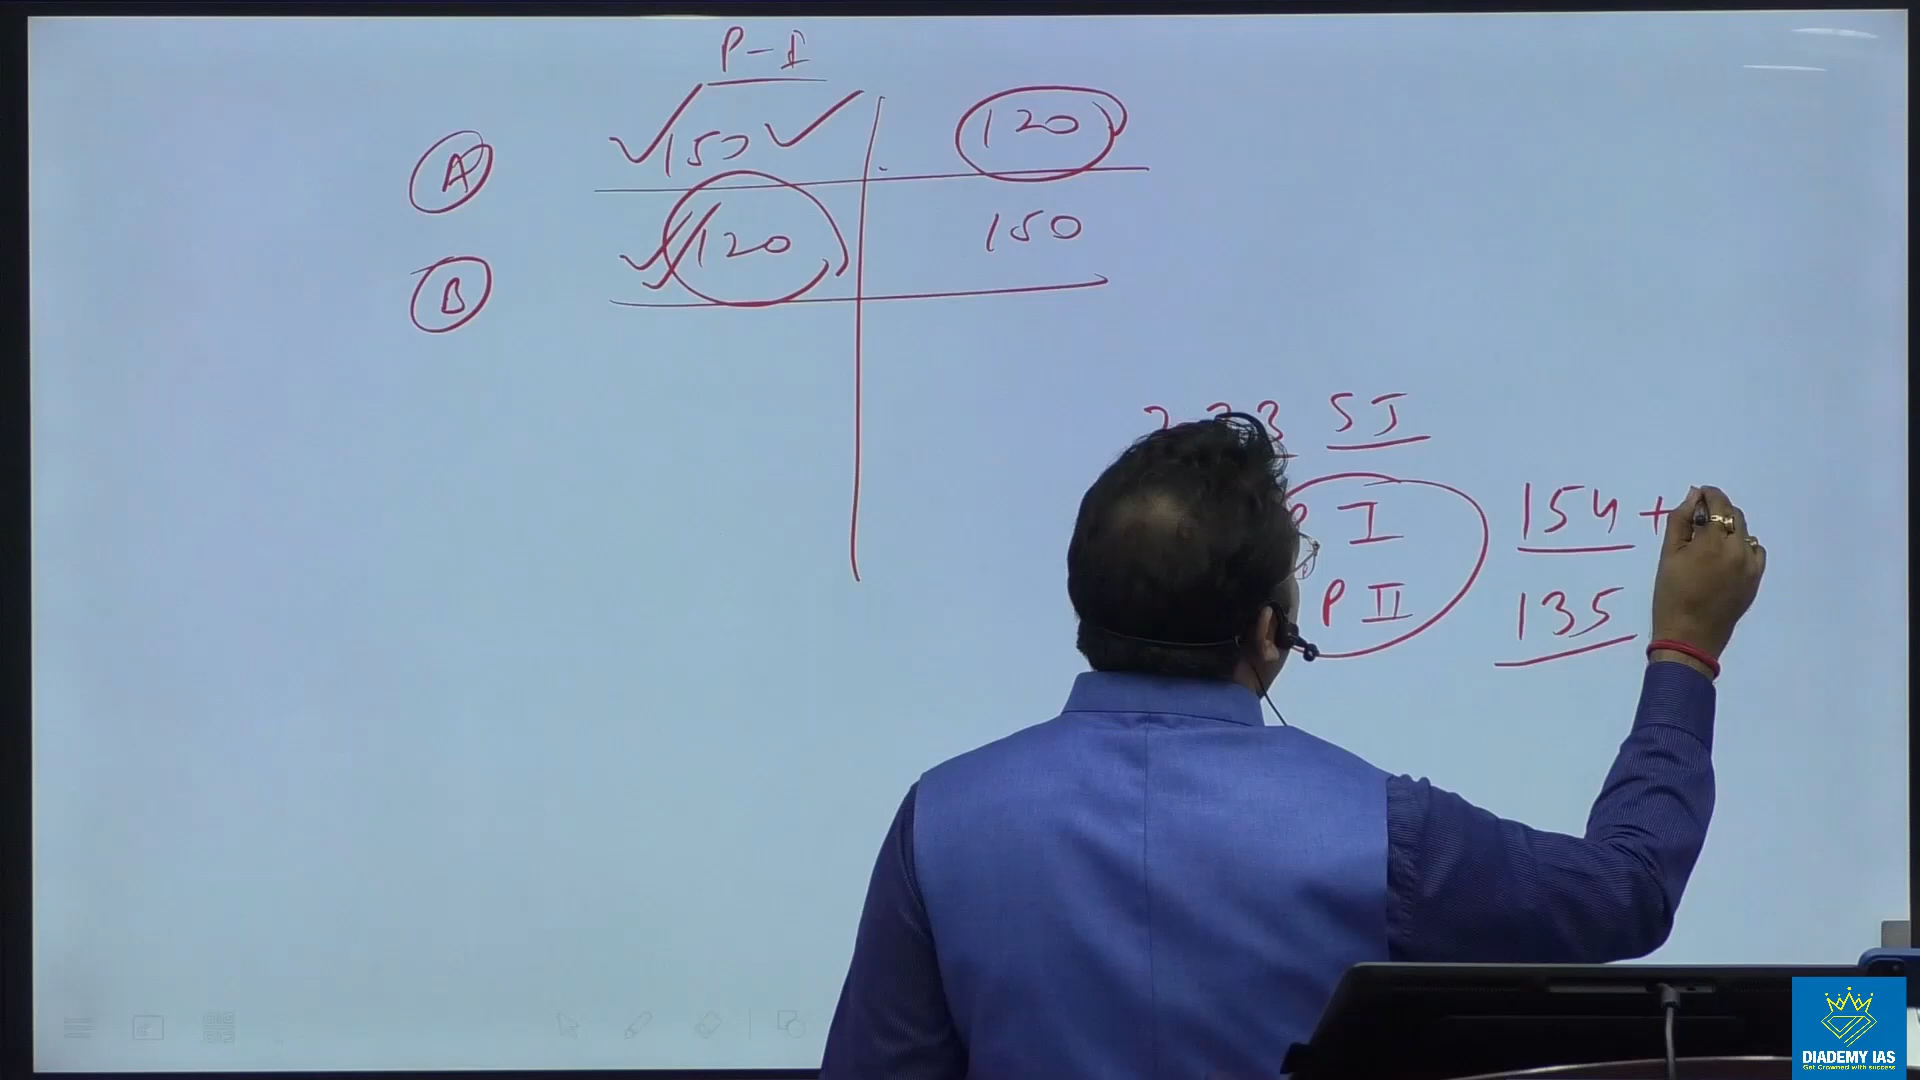 P-I
A 150 120
B 120 150
SJ
I 154 +
P II 135
DIADEMY IAS
Get Crowned with success